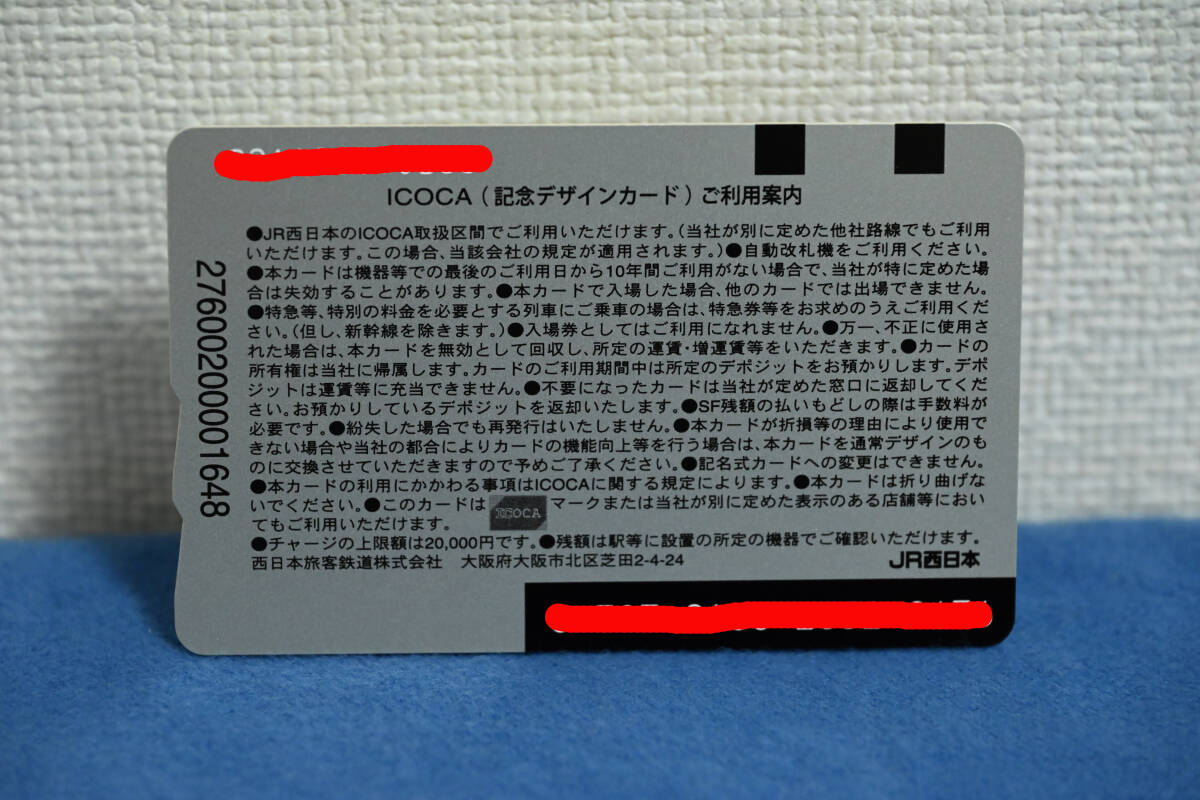 ICOCA（記念デザインカード）ご利用案内
●JR西日本のICOCA取扱区間でご利用いただけます。（当社が別に定めた他社路線でもご利用
いただけます。この場合、当該会社の規定が適用されます。）●自動改札機をご利用ください。
●本カードは機器等での最後のご利用日から10年間ご利用がない場合で、当社が特に定めた場
合は失効することがあります。●本カードで入場した場合、他のカードでは出場できません。
●特急等、特別の料金を必要とする列車にご乗車の場合は、特急券等をお求めのうえご利用くだ
さい。（但し、新幹線を除きます。）●入場券としてはご利用になれません。●万一、不正に使用さ
れた場合は、本カードを無効として回収し、所定の運賃・増運賃等をいただきます。●カードの
所有権は当社に帰属します。カードのご利用期間中は所定のデポジットをお預かりします。デポ
ジットは運賃等に充当できません。●不要になったカードは当社が定めた窓口に返却してくだ
さい。お預かりしているデポジットを返却いたします。●SF残額の払いもどしの際は手数料が
必要です。●紛失した場合でも再発行はいたしません。●本カードが折損等の理由により使用で
きない場合や当社の都合によりカードの機能向上等を行う場合は、本カードを通常デザインのも
のに交換させていただきますので予めご了承ください。●記名式カードへの変更はできません。
●本カードの利用にかかわる事項はICOCAに関する規定によります。●本カードは折り曲げな
いでください。●このカードは ICOCA マークまたは当社が別に定めた表示のある店舗等におい
てもご利用いただけます。
●チャージの上限額は20,000円です。●残額は駅等に設置の所定の機器でご確認いただけます。
西日本旅客鉄道株式会社 大阪府大阪市北区芝田2-4-24
JR西日本
2760020000001648